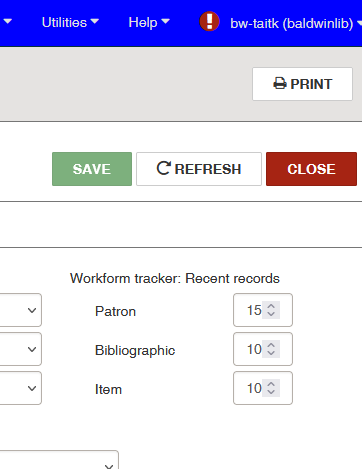 Utilities Help ! bw-taitk (baldwinlib)
PRINT
SAVE REFRESH CLOSE
Workform tracker: Recent records
Patron 15
Bibliographic 10
Item 10